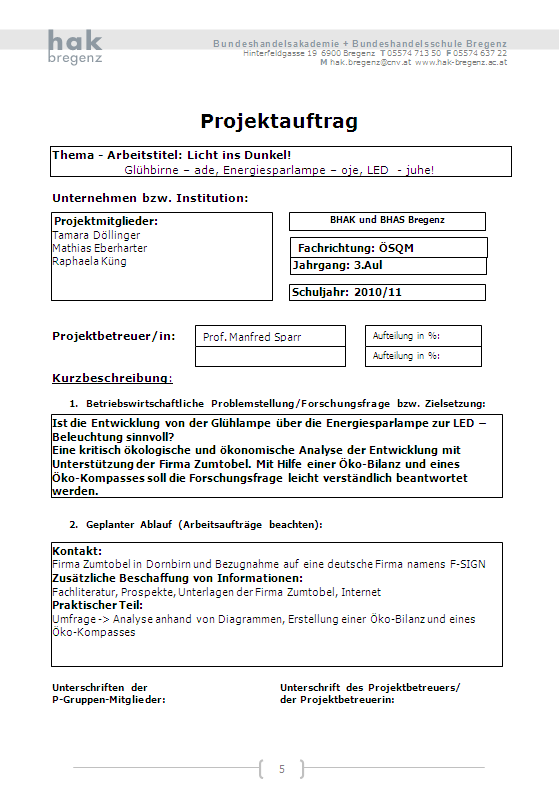 hak
bregenz
Bundeshandelsakademie + Bundeshandelsschule Bregenz
Hinterfeldgasse 19 6900 Bregenz T 05574 713 50 F 05574 637 22
M hak.bregenz@cnv.at www.hak-bregenz.ac.at
Projektauftrag
Thema - Arbeitstitel: Licht ins Dunkel!
Glühbirne – ade, Energiesparlampe – oje, LED - juhe!
Unternehmen bzw. Institution:
Projektmitglieder:
Tamara Döllinger
Mathias Eberharter
Raphaela Küng
BHAK und BHAS Bregenz
Fachrichtung: ÖSQM
Jahrgang: 3.Aul
Schuljahr: 2010/11
Projektbetreuer/in:
Prof. Manfred Sparr
Aufteilung in %:
Aufteilung in %:
Kurzbeschreibung:
1. Betriebswirtschaftliche Problemstellung/Forschungsfrage bzw. Zielsetzung:
Ist die Entwicklung von der Glühlampe über die Energiesparlampe zur LED –
Beleuchtung sinnvoll?
Eine kritisch ökologische und ökonomische Analyse der Entwicklung mit
Unterstützung der Firma Zumtobel. Mit Hilfe einer Öko-Bilanz und eines
Öko-Kompasses soll die Forschungsfrage leicht verständlich beantwortet
werden.
2. Geplanter Ablauf (Arbeitsaufträge beachten):
Kontakt:
Firma Zumtobel in Dornbirn und Bezugnahme auf eine deutsche Firma namens F-SIGN
Zusätzliche Beschaffung von Informationen:
Fachliteratur, Prospekte, Unterlagen der Firma Zumtobel, Internet
Praktischer Teil:
Umfrage -> Analyse anhand von Diagrammen, Erstellung einer Öko-Bilanz und eines
Öko-Kompasses
Unterschriften der
P-Gruppen-Mitglieder:
Unterschrift des Projektbetreuers/
der Projektbetreuerin:
5